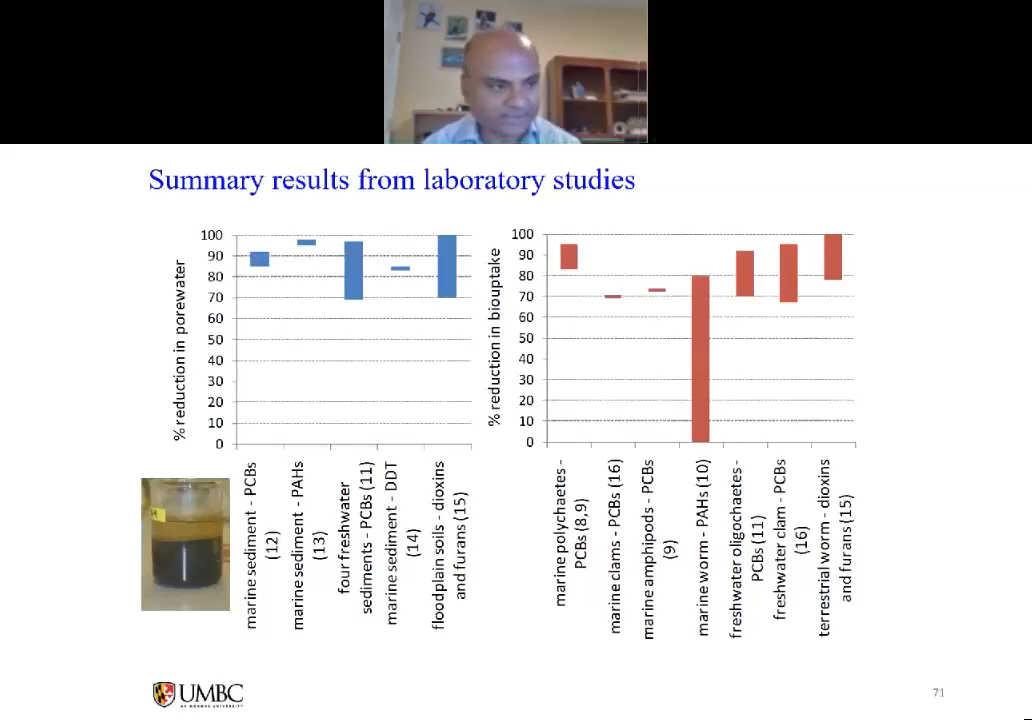 Summary results from laboratory studies
% reduction in porewater
100
90
80
70
60
50
40
30
20
10
0
marine sediment - PCBs
(12)
marine sediment - PAHs
(13)
four freshwater
sediments - PCBs (11)
marine sediment - DDT
(14)
floodplain soils - dioxins
and furans (15)
% reduction in biouptake
100
90
80
70
60
50
40
30
20
10
0
marine polychaetes -
PCBs (8,9)
marine clams - PCBs (16)
marine amphipods - PCBs
(9)
marine worm - PAHs (10)
freshwater oligochaetes -
PCBs (11)
freshwater clam - PCBs
(16)
terrestrial worm - dioxins
and furans (15)
UMBC
AN HONORS UNIVERSITY
71